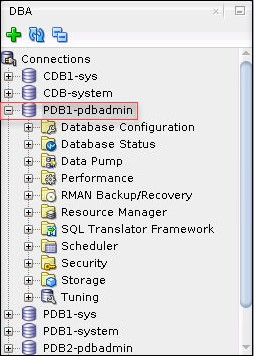 DBA
Connections
CDB1-sys
CDB-system
PDB1-pdbadmin
Database Configuration
Database Status
Data Pump
Performance
RMAN Backup/Recovery
Resource Manager
SQL Translator Framework
Scheduler
Security
Storage
Tuning
PDB1-sys
PDB1-system
PDB2-pdbadmin